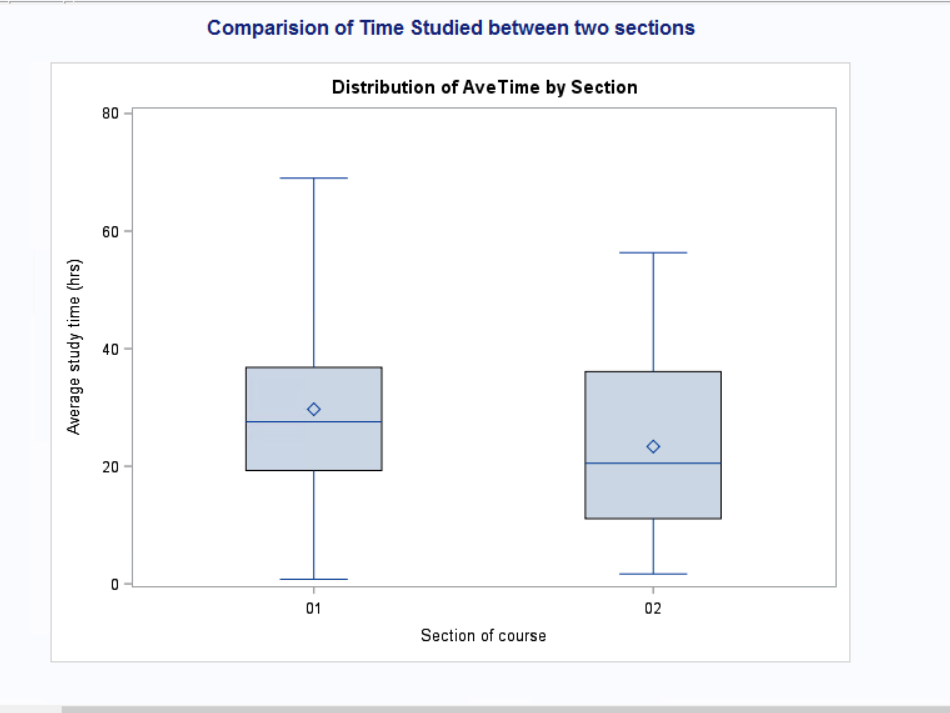 Comparision of Time Studied between two sections
Distribution of AveTime by Section
80
60
40
20
0
Average study time (hrs)
01 02
Section of course